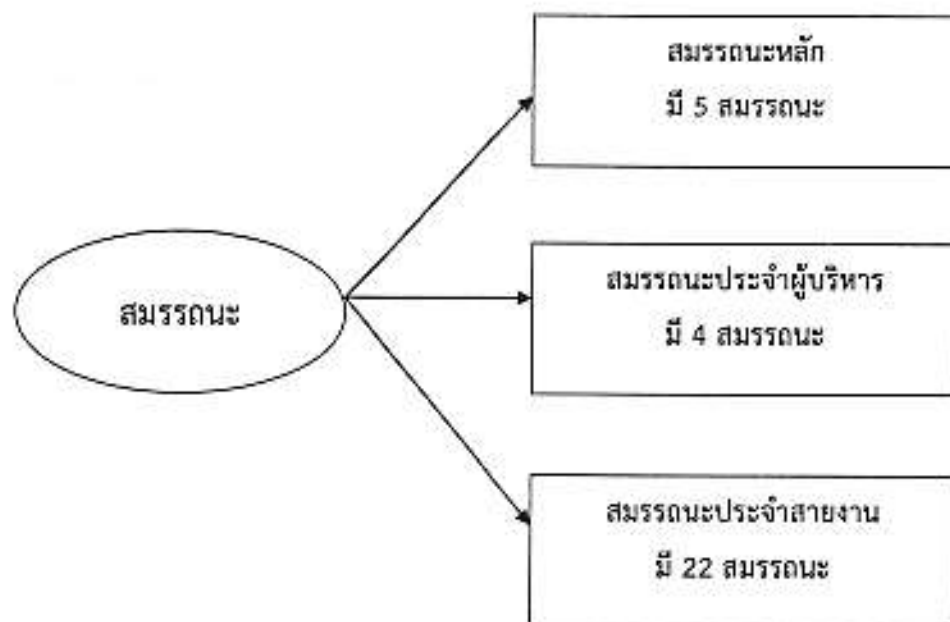 สมรรถนะหลัก
มี 5 สมรรถนะ
สมรรถนะ
สมรรถนะประจำผู้บริหาร
มี 4 สมรรถนะ
สมรรถนะประจำสายงาน
มี 22 สมรรถนะ